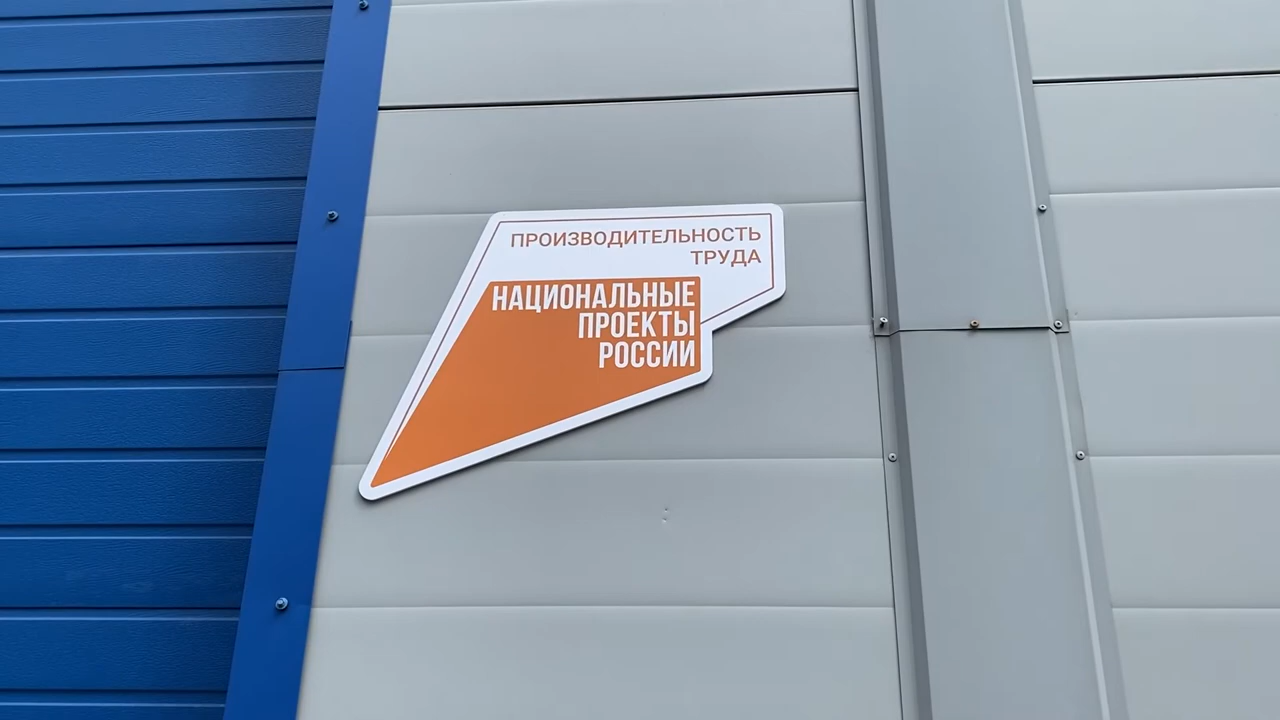 ПРОИЗВОДИТЕЛЬНОСТЬ
ТРУДА
НАЦИОНАЛЬНЫЕ
ПРОЕКТЫ
РОССИИ